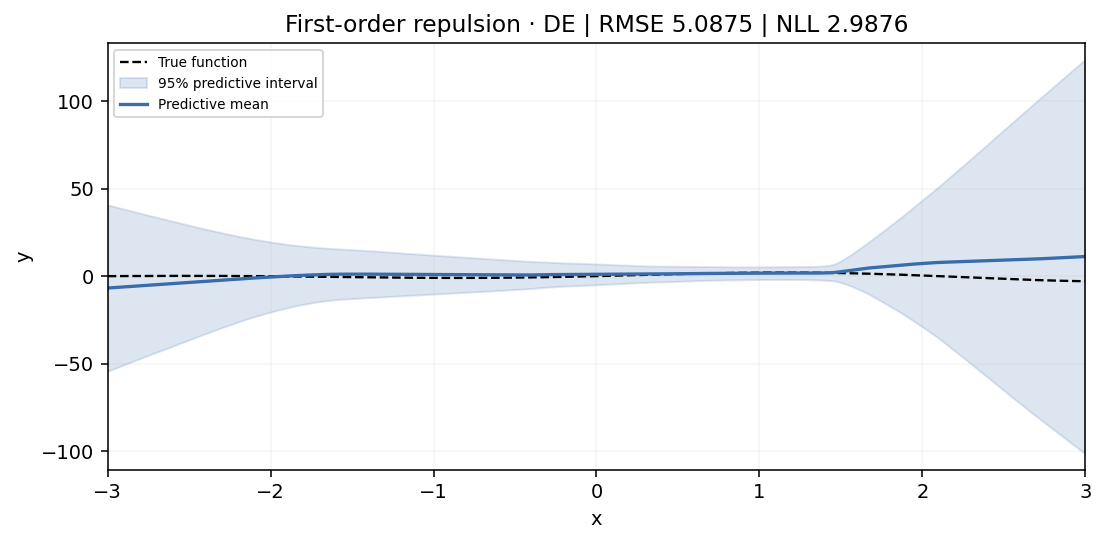 First-order repulsion · DE | RMSE 5.0875 | NLL 2.9876
True function
95% predictive interval
Predictive mean
100
50
0
−50
−100
y
−3
−2
−1
0
1
2
3
x